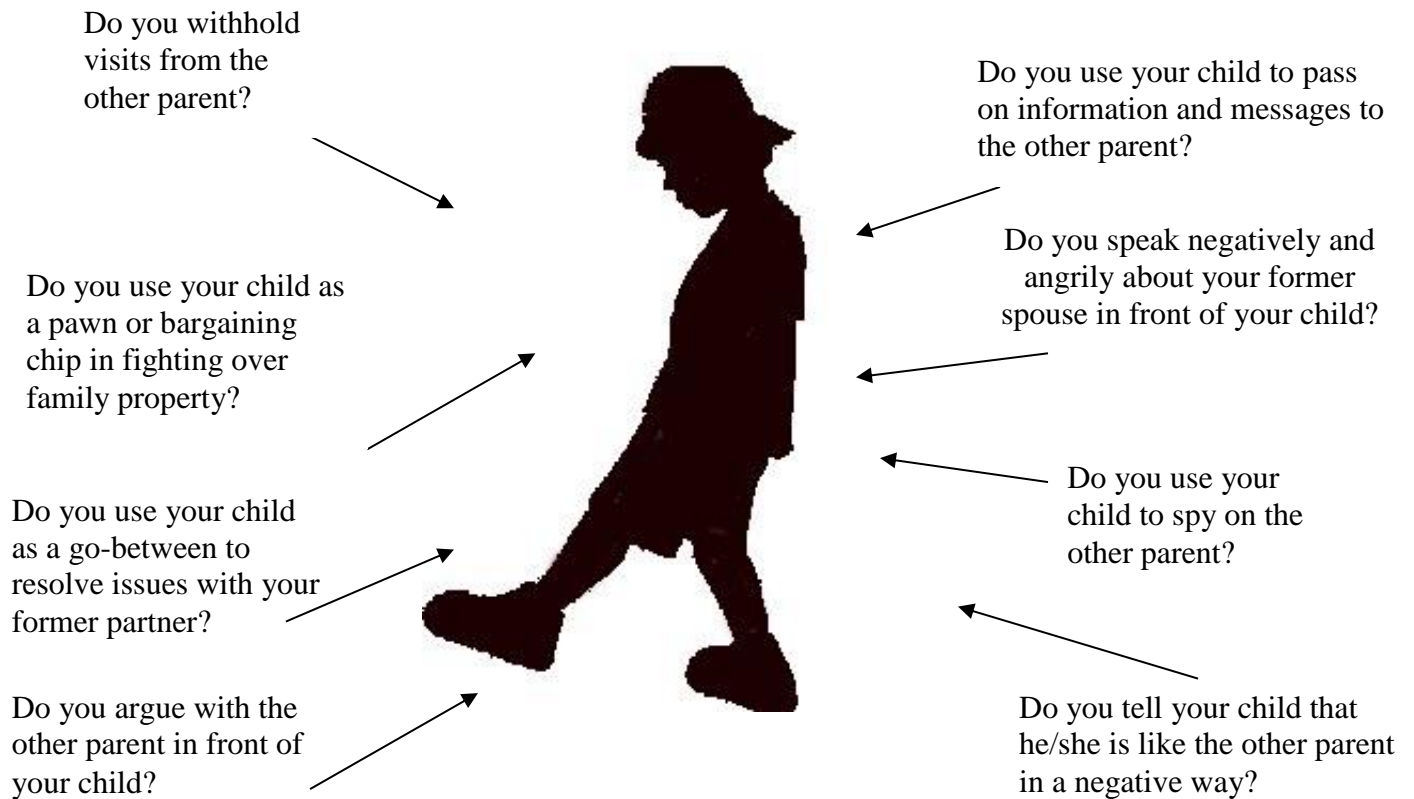 Do you withhold
visits from the
other parent?
Do you use your child as
a pawn or bargaining
chip in fighting over
family property?
Do you use your child
as a go-between to
resolve issues with your
former partner?
Do you argue with the
other parent in front of
your child?
Do you use your child to pass
on information and messages to
the other parent?
Do you speak negatively and
angrily about your former
spouse in front of your child?
Do you use your
child to spy on the
other parent?
Do you tell your child that
he/she is like the other parent
in a negative way?